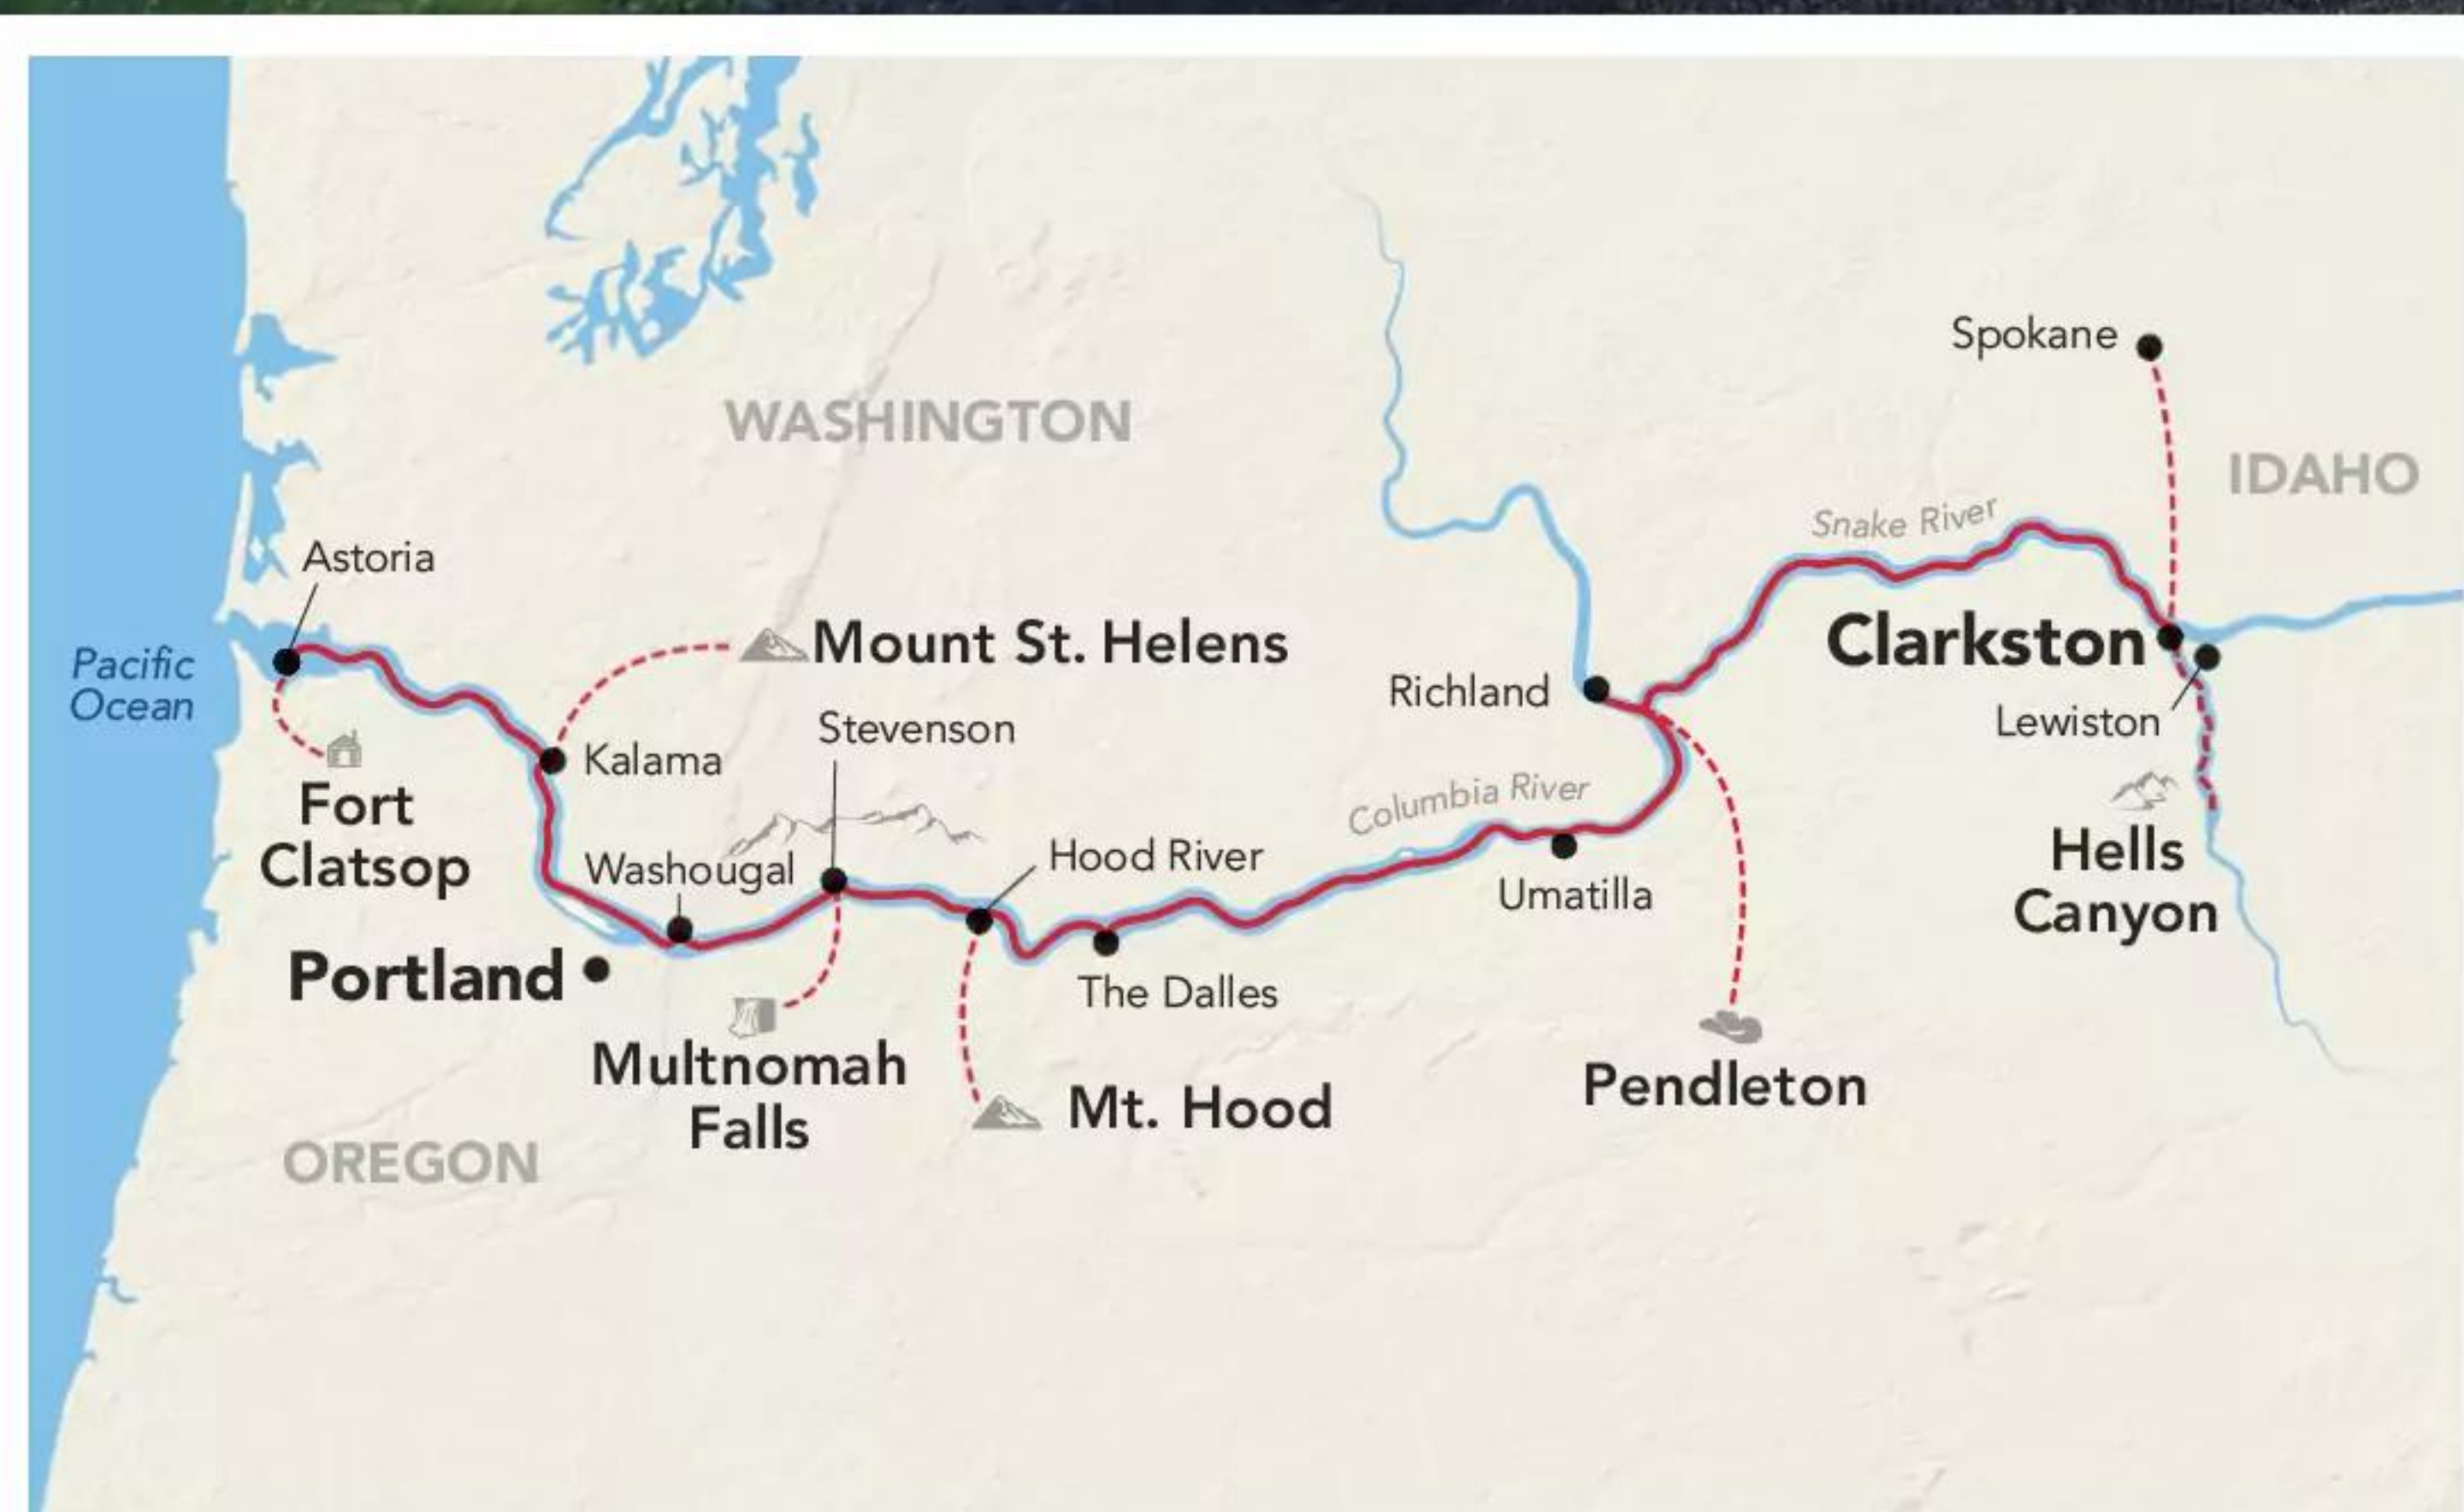 Spokane
WASHINGTON
IDAHO
Snake River
Astoria
Mount St. Helens
Clarkston
Pacific
Ocean
Richland
Lewiston
Stevenson
Kalama
Columbia River
Fort
Clatsop
Washougal
Hood River
Umatilla
Hells
Canyon
Portland
The Dalles
Multnomah
Falls
Mt. Hood
Pendleton
OREGON